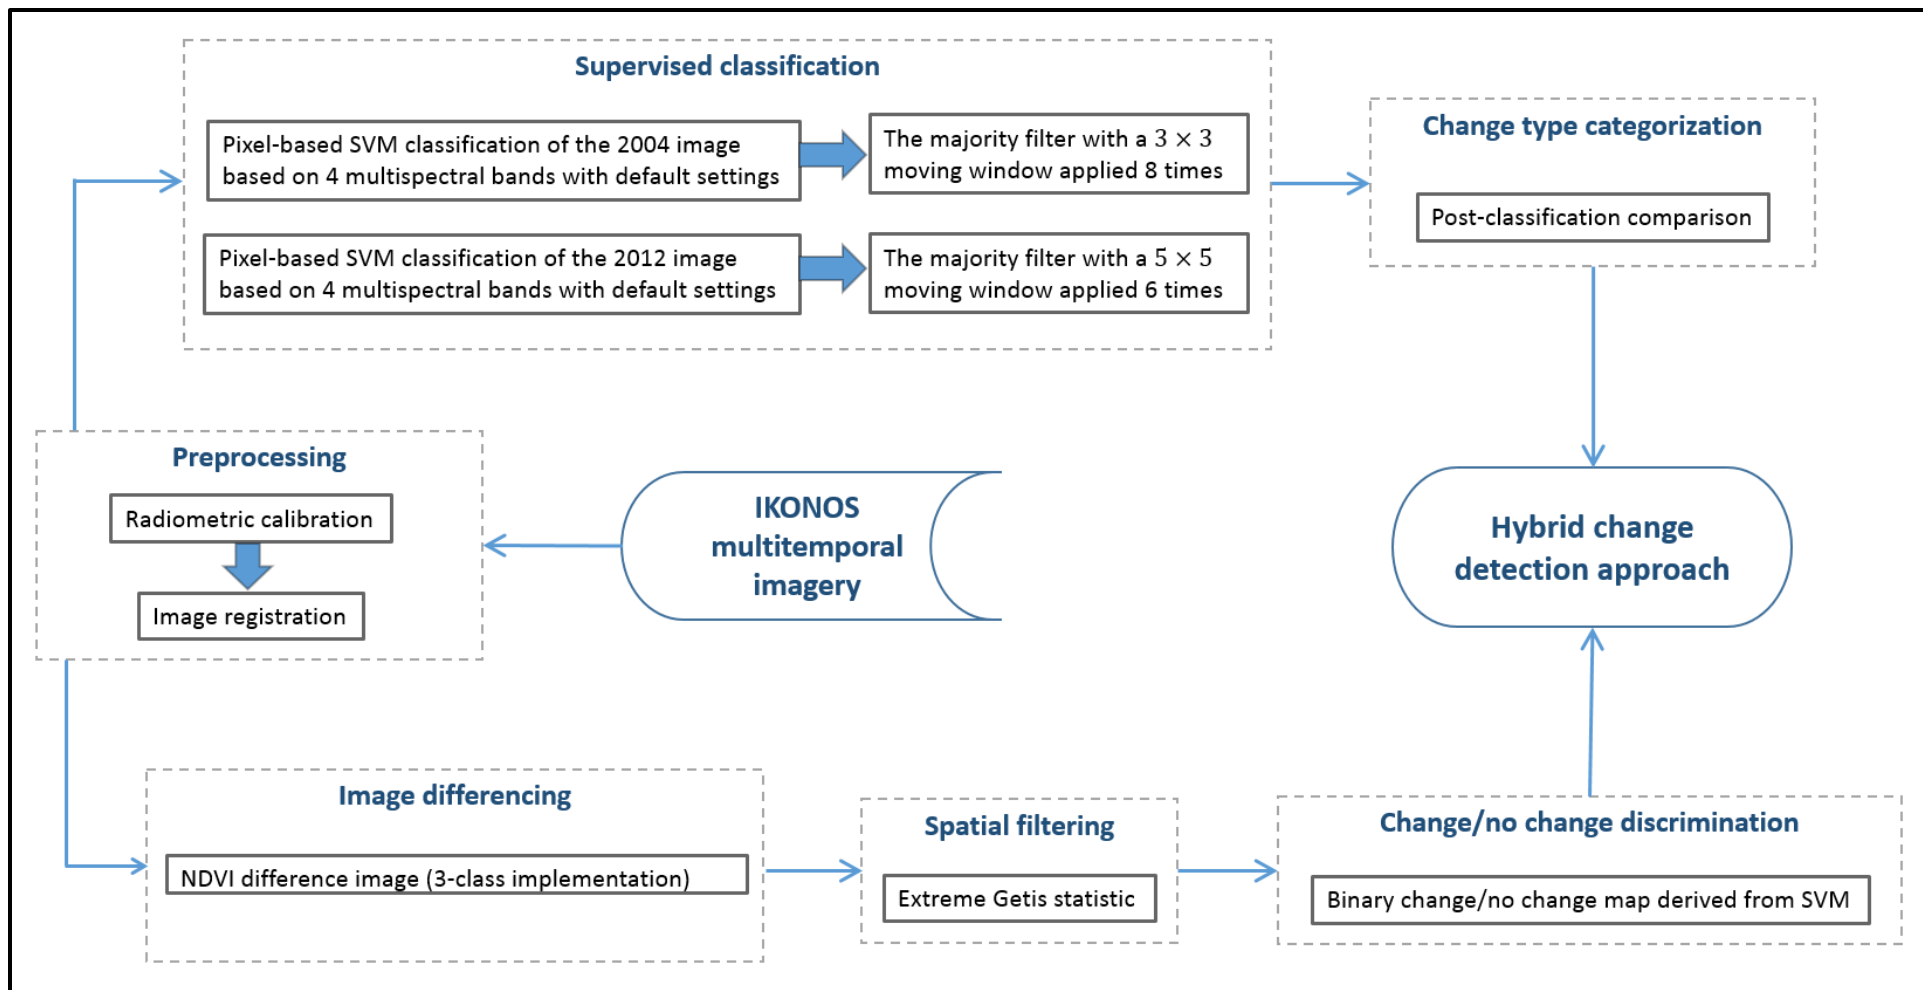 Supervised classification
Pixel-based SVM classification of the 2004 image
based on 4 multispectral bands with default settings
The majority filter with a 3 × 3
moving window applied 8 times
Pixel-based SVM classification of the 2012 image
based on 4 multispectral bands with default settings
The majority filter with a 5 × 5
moving window applied 6 times
Change type categorization
Post-classification comparison
Preprocessing
Radiometric calibration
Image registration
IKONOS
multitemporal
imagery
Hybrid change
detection approach
Image differencing
NDVI difference image (3-class implementation)
Spatial filtering
Extreme Getis statistic
Change/no change discrimination
Binary change/no change map derived from SVM